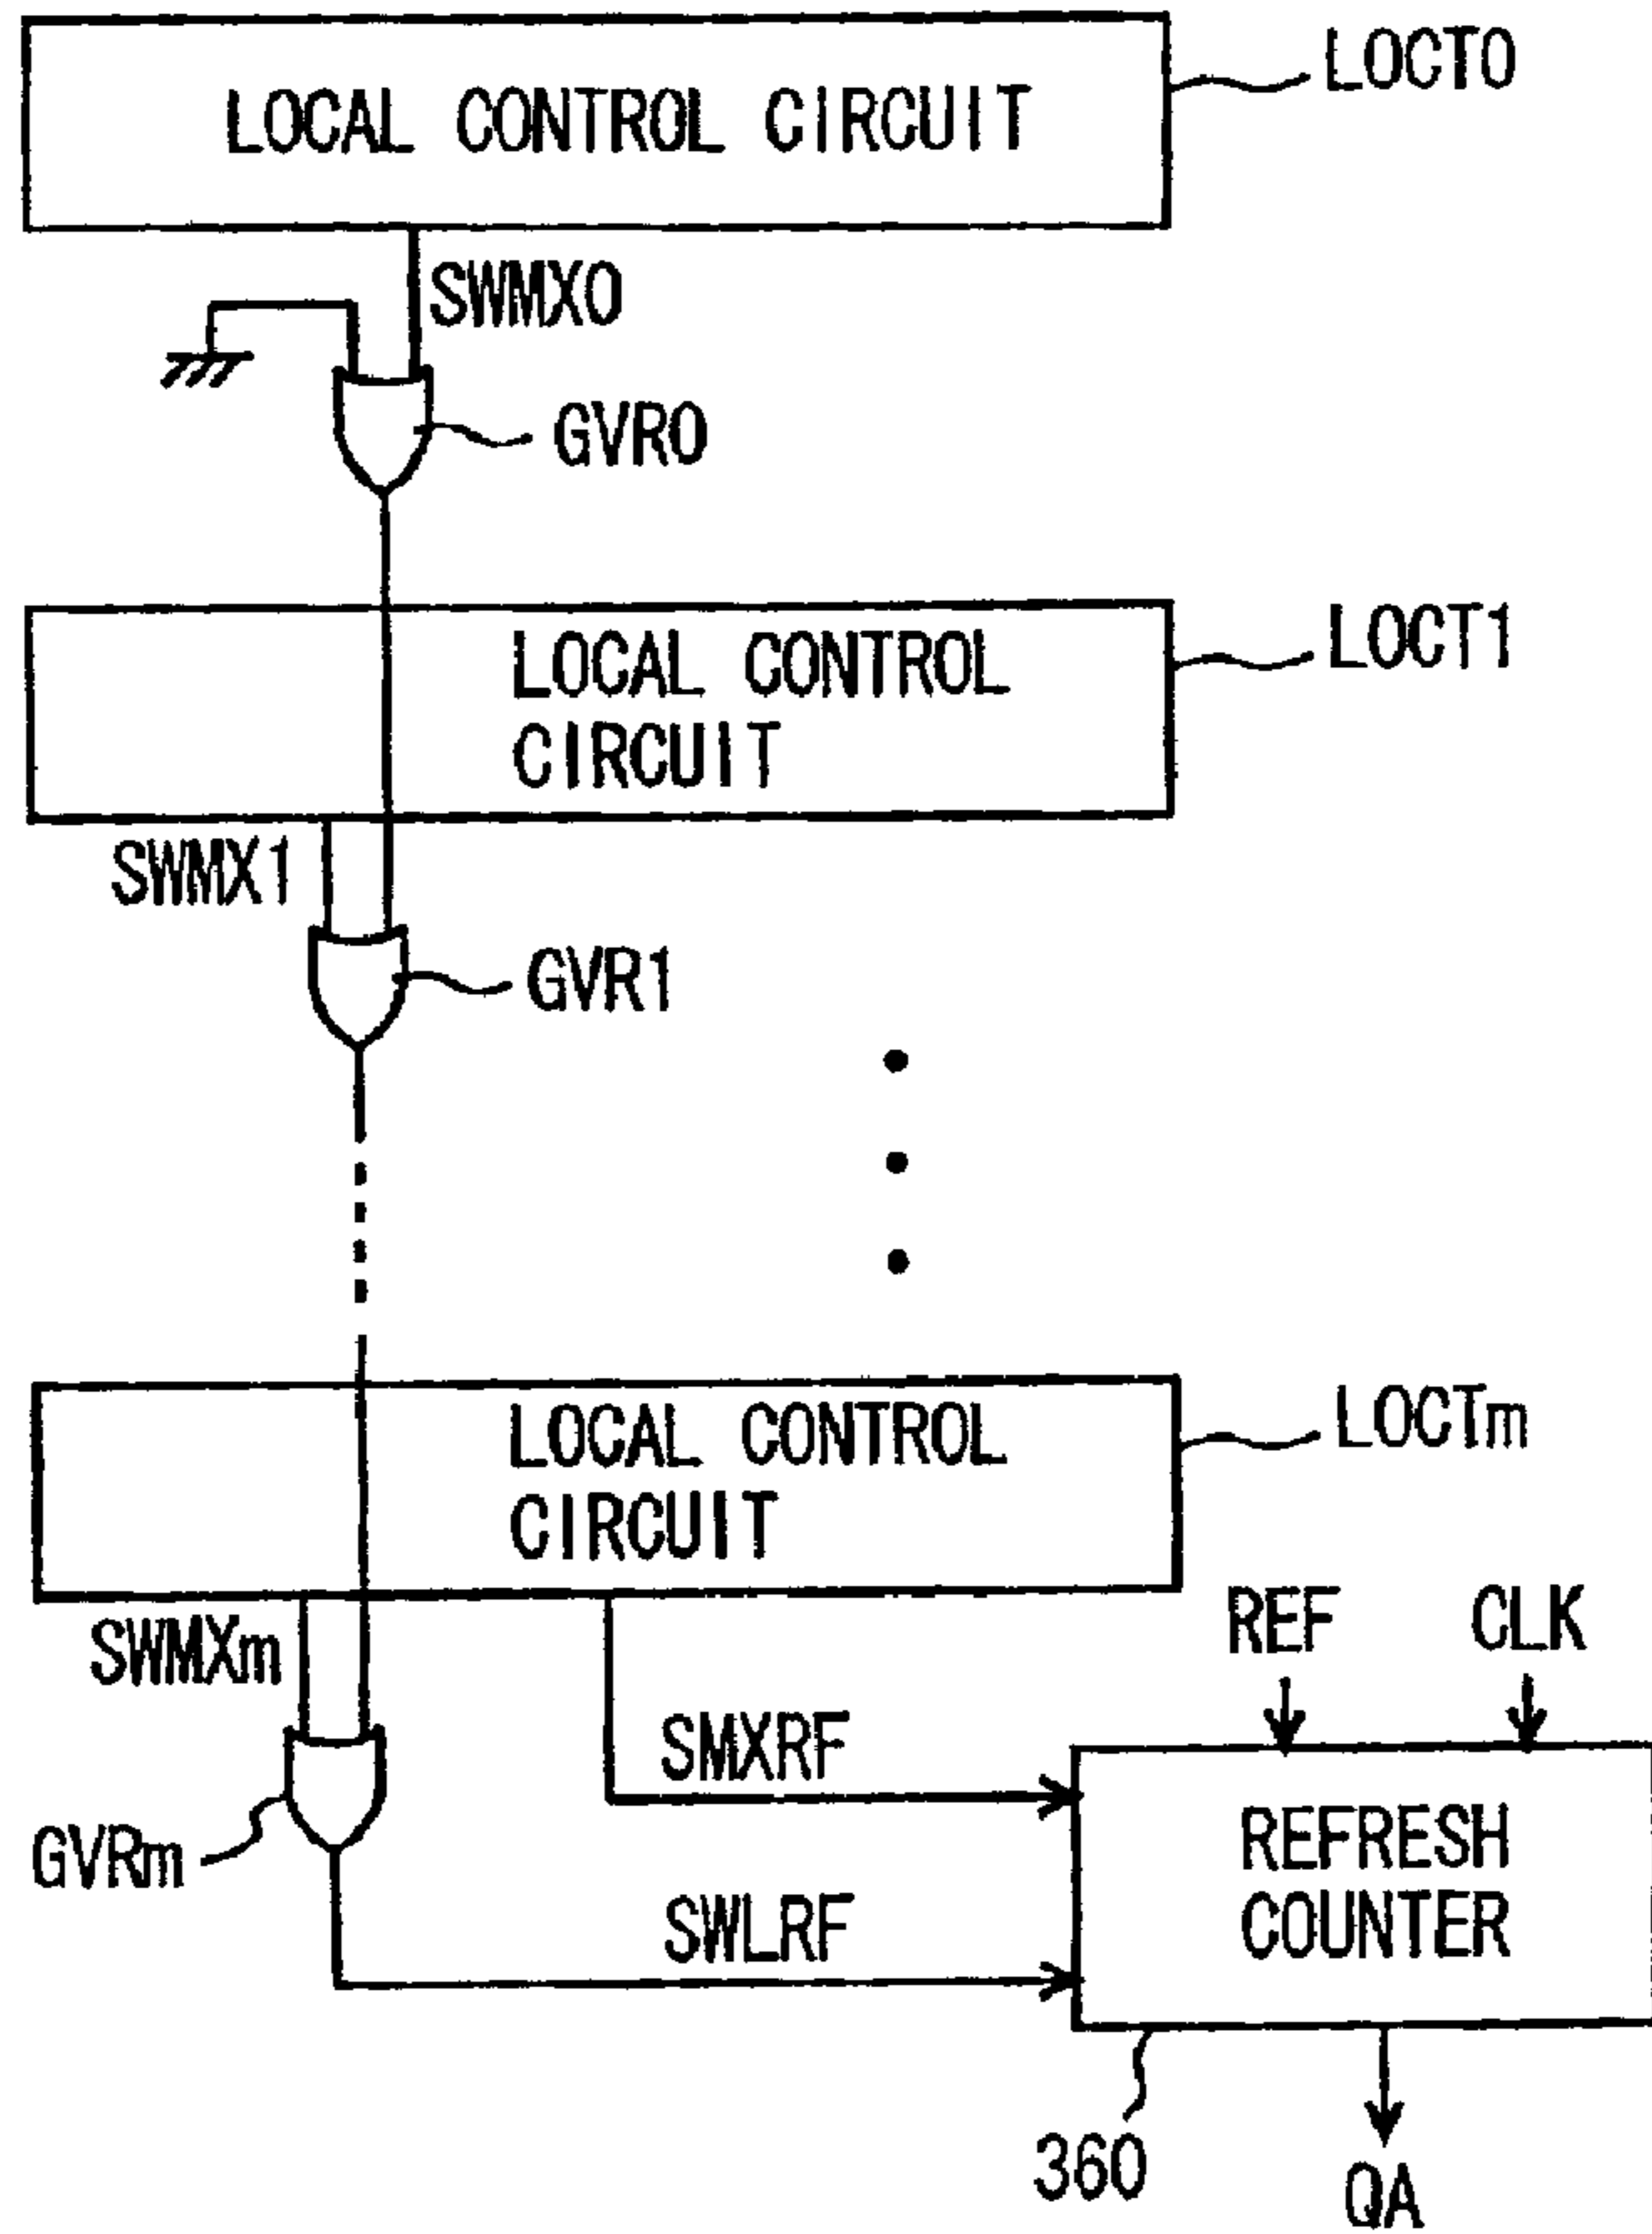 LOCAL CONTROL CIRCUIT
LOCT0
SWMX0
GVR0
LOCAL CONTROL
CIRCUIT
LOCT1
SWMX1
GVR1
LOCAL CONTROL
CIRCUIT
LOCTm
SWMXm
REF
CLK
SMXRF
GVRm
REFRESH
COUNTER
SWLRF
360
QA